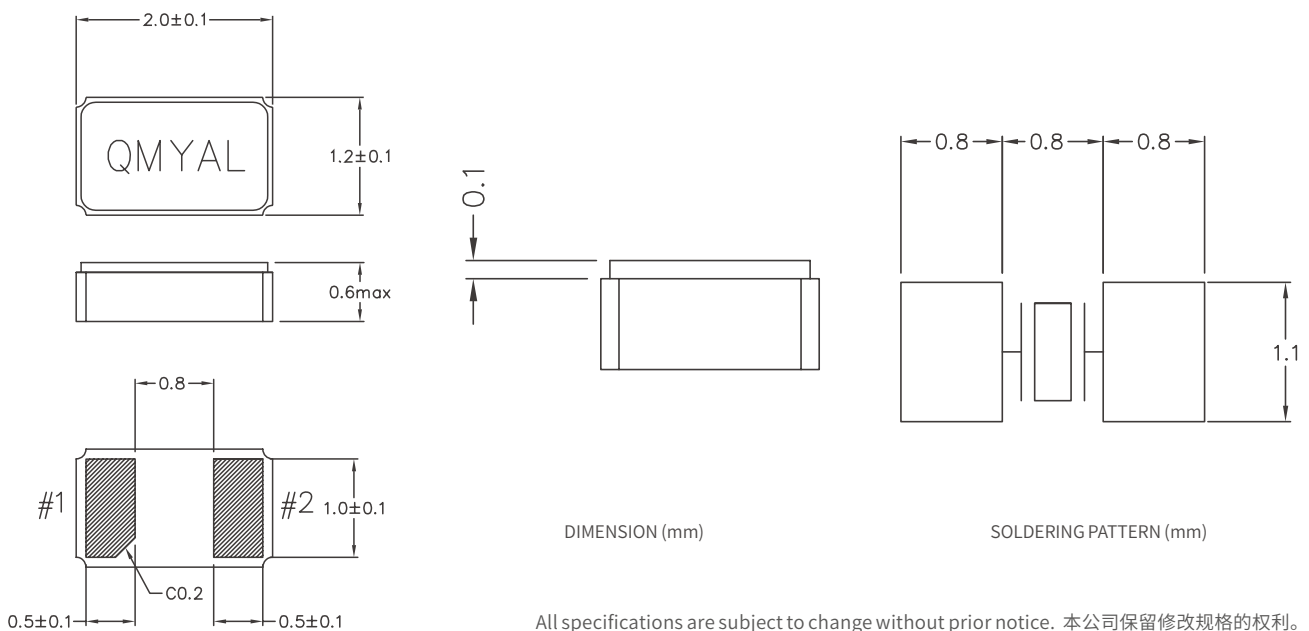 2.0±0.1
QMYAL
1.2±0.1
0.6max
0.1
0.8 0.8 0.8
1.1
0.8
#1
#2 1.0±0.1
C0.2
0.5±0.1
0.5±0.1
DIMENSION (mm)
SOLDERING PATTERN (mm)
All specifications are subject to change without prior notice. 本公司保留修改规格的权利。